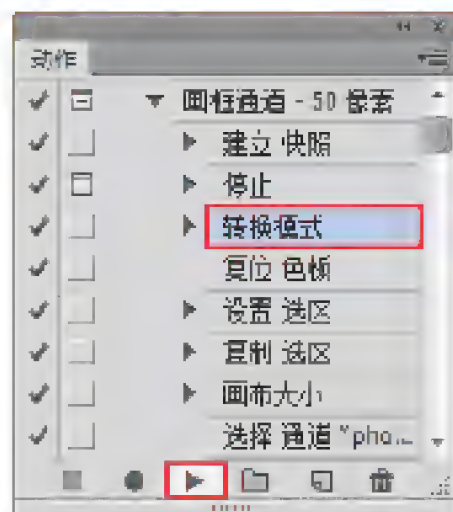 动作
画框通道 - 50 像素
建立 快照
停止
转换模式
复位 色板
设置 选区
复制 选区
画布大小
选择 通道 "pho...